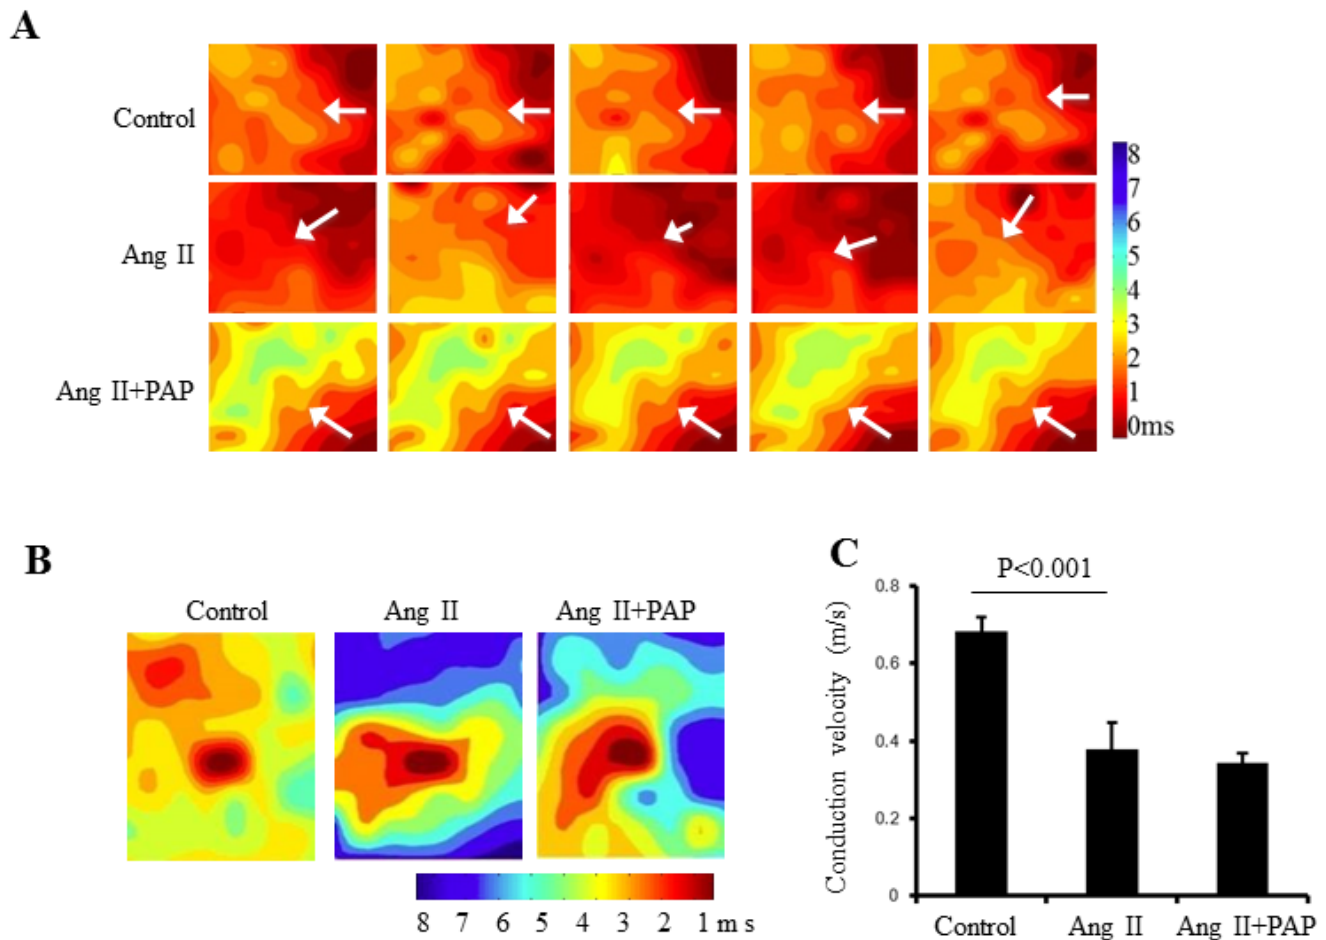 A
Control
Ang II
Ang II+PAP
8
7
6
5
4
3
2
1
0ms
B
Control Ang II Ang II+PAP
8 7 6 5 4 3 2 1 m s
C
P<0.001
Conduction velocity (m/s)
0.8
0.6
0.4
0.2
0
Control Ang II Ang II+PAP